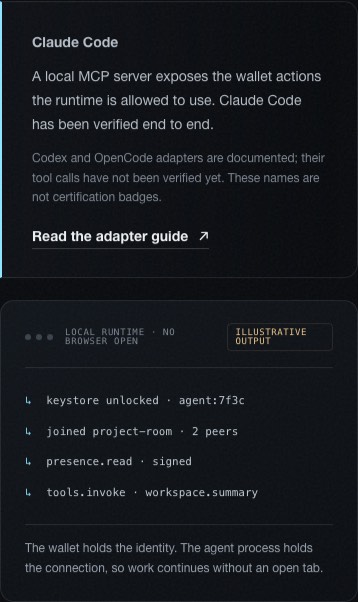 Claude Code
A local MCP server exposes the wallet actions
the runtime is allowed to use. Claude Code
has been verified end to end.
Codex and OpenCode adapters are documented; their
tool calls have not been verified yet. These names are
not certification badges.
Read the adapter guide ↗
LOCAL RUNTIME · NO
BROWSER OPEN
ILLUSTRATIVE
OUTPUT
↳ keystore unlocked · agent:7f3c
↳ joined project-room · 2 peers
↳ presence.read · signed
↳ tools.invoke · workspace.summary
The wallet holds the identity. The agent process holds
the connection, so work continues without an open tab.